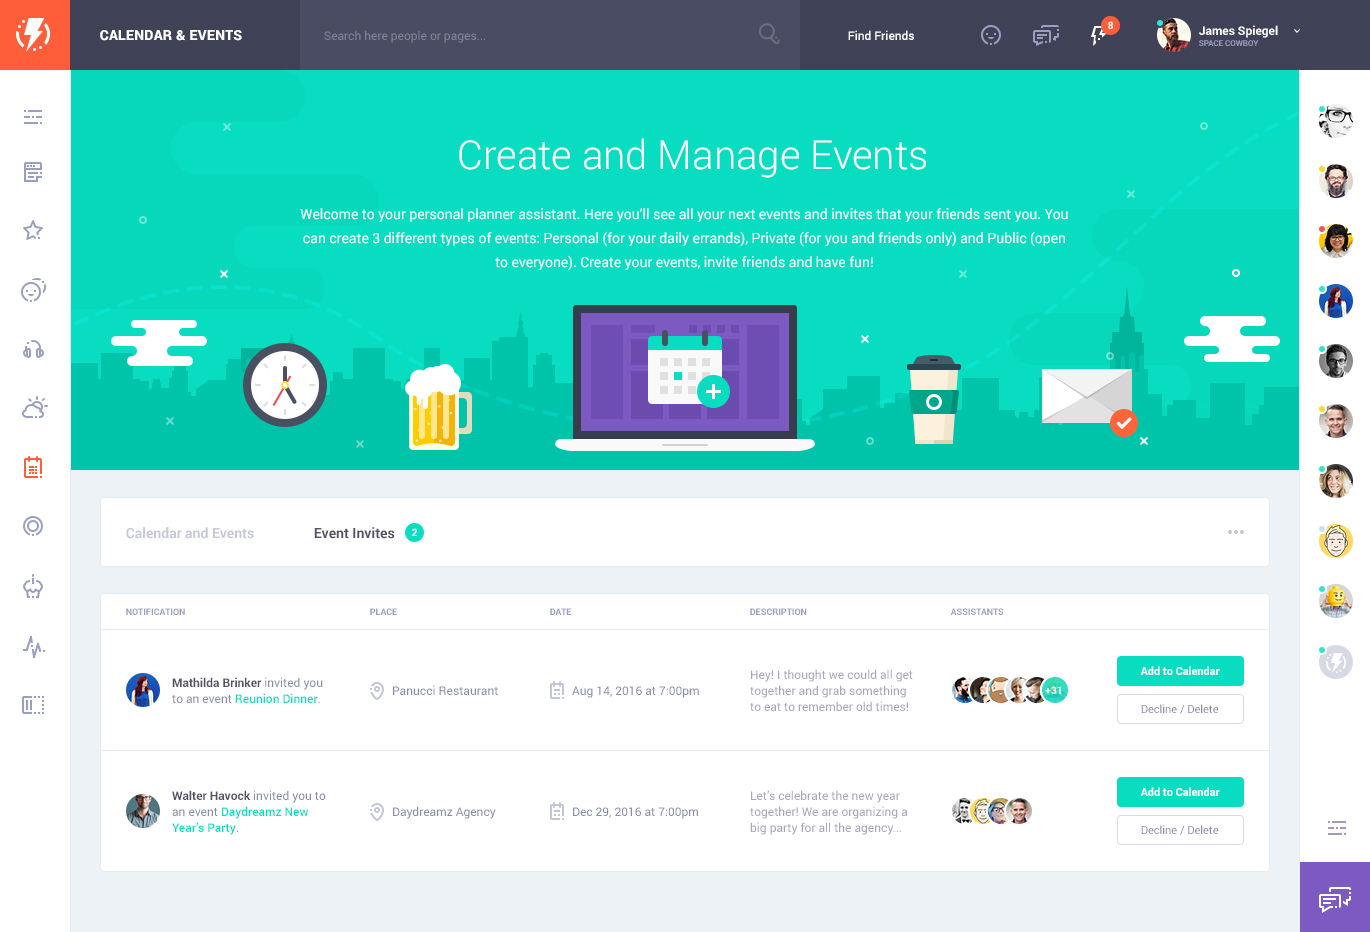 CALENDAR & EVENTS
Search here people or pages...
Find Friends
8
James Spiegel
SPACE COWBOY
Create and Manage Events
Welcome to your personal planner assistant. Here you'll see all your next events and invites that your friends sent you. You
can create 3 different types of events: Personal (for your daily errands), Private (for you and friends only) and Public (open
to everyone). Create your events, invite friends and have fun!
Calendar and Events
Event Invites 2
NOTIFICATION PLACE DATE DESCRIPTION ASSISTANTS
Mathilda Brinker invited you
to an event Reunion Dinner.
Panucci Restaurant
Aug 14, 2016 at 7:00pm
Hey! I thought we could all get
together and grab something
to eat to remember old times!
+31
Add to Calendar
Decline / Delete
Walter Havock invited you to
an event Daydreamz New
Year's Party.
Daydreamz Agency
Dec 29, 2016 at 7:00pm
Let's celebrate the new year
together! We are organizing a
big party for all the agency...
Add to Calendar
Decline / Delete